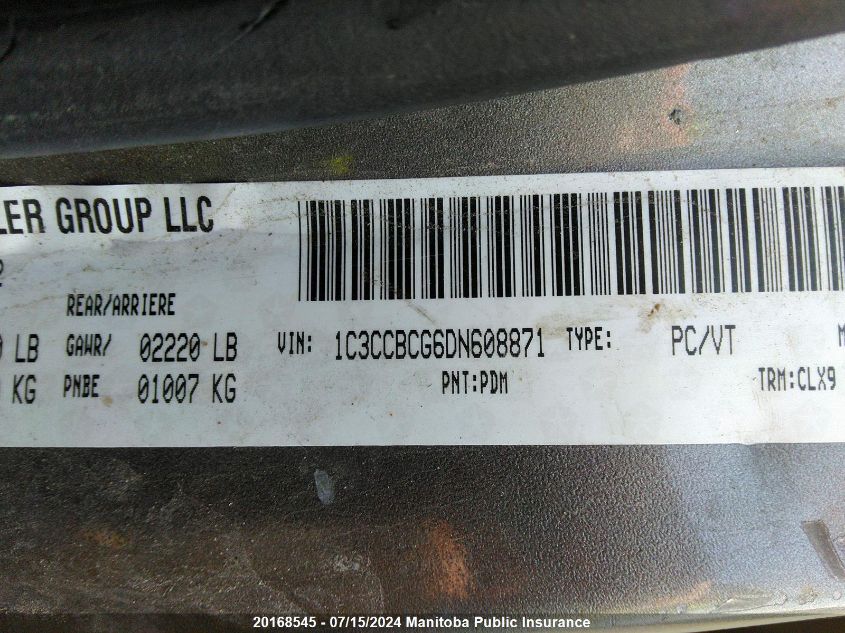 LER GROUP LLC
REAR/ARRIERE
LB GAWR/ 02220 LB VIN: 1C3CCBCG6DN608871 TYPE: PC/VT
KG PNBE 01007 KG PNT:PDM TRM:CLX9
20168545 - 07/15/2024 Manitoba Public Insurance